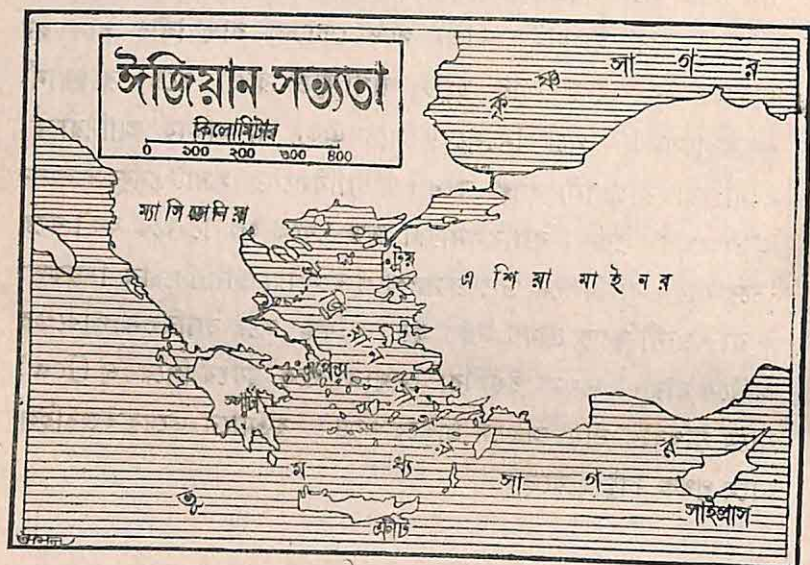 ঈজিয়ান সভ্যতা
কিলোমিটার
০ ১০০ ২০০ ৩০০ ৪০০
কৃষ্ণ সাগর
ম্যাসিডোনিয়া
ট্রয়
এশিয়া মাইনর
এথেন্স
স্পার্টা
ভূমধ্য সাগর
ক্রীট
সাইপ্রাস